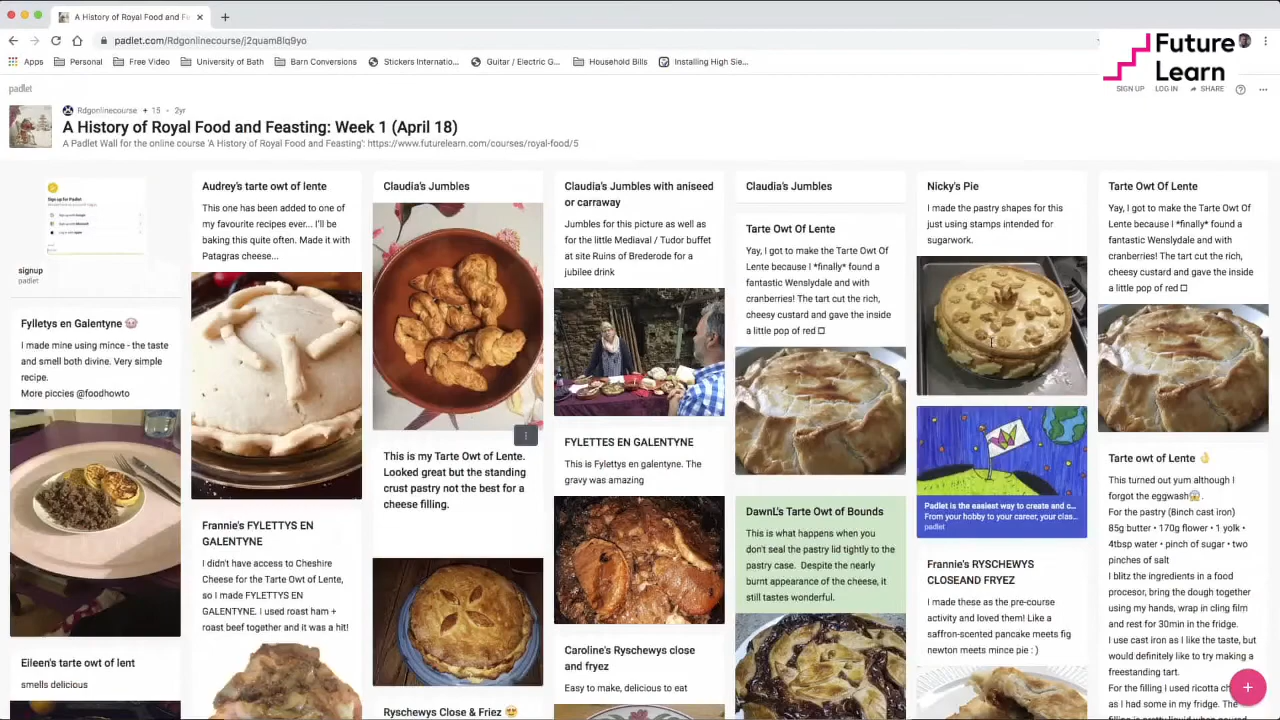 A History of Royal Food and Fe
padlet.com/Rdgonlinecourse/j2quam8lq9yo
Apps
Personal
Free Video
University of Bath
Barn Conversions
Stickers Internatio...
Guitar / Electric G...
Household Bills
Installing High Sie...
Future
Learn
padlet
SIGN UP
LOG IN
SHARE
Rdgonlinecourse + 15 • 2yr
A History of Royal Food and Feasting: Week 1 (April 18)
A Padlet Wall for the online course 'A History of Royal Food and Feasting': https://www.futurelearn.com/courses/royal-food/5
Sign up for Padlet
signup
padlet
Fylletys en Galentyne
I made mine using mince - the taste
and smell both divine. Very simple
recipe.
More piccies @foodhowto
Eileen's tarte owt of lent
smells delicious
Audrey's tarte owt of lente
This one has been added to one of
my favourite recipes ever... I'll be
baking this quite often. Made it with
Patagras cheese...
Frannie's FYLETTYS EN
GALENTYNE
I didn't have access to Cheshire
Cheese for the Tarte Owt of Lente,
so I made FYLETTYS EN
GALENTYNE. I used roast ham +
roast beef together and it was a hit!
Claudia's Jumbles
This is my Tarte Owt of Lente.
Looked great but the standing
crust pastry not the best for a
cheese filling.
Ryschewys Close & Friez
Claudia's Jumbles with aniseed
or carraway
Jumbles for this picture as well as
for the little Mediaval / Tudor buffet
at site Ruins of Brederode for a
jubilee drink
FYLETTES EN GALENTYNE
This is Fylettys en galentyne. The
gravy was amazing
Caroline's Ryschewys close
and fryez
Easy to make, delicious to eat
Claudia's Jumbles
Tarte Owt Of Lente
Yay, I got to make the Tarte Owt Of
Lente because I *finally* found a
fantastic Wenslydale and with
cranberries! The tart cut the rich,
cheesy custard and gave the inside
a little pop of red
DawnL's Tarte Owt of Bounds
This is what happens when you
don't seal the pastry lid tightly to the
pastry case. Despite the nearly
burnt appearance of the cheese, it
still tastes wonderful.
Nicky's Pie
I made the pastry shapes for this
just using stamps intended for
sugarwork.
Padlet is the easiest way to create and c...
From your hobby to your career, your clas...
padlet
Frannie's RYSCHEWYS
CLOSEAND FRYEZ
I made these as the pre-course
activity and loved them! Like a
saffron-scented pancake meets fig
newton meets mince pie : )
Tarte Owt Of Lente
Yay, I got to make the Tarte Owt Of
Lente because I *finally* found a
fantastic Wenslydale and with
cranberries! The tart cut the rich,
cheesy custard and gave the inside
a little pop of red
Tarte owt of Lente
This turned out yum although I
forgot the eggwash.
For the pastry (8inch cast iron)
85g butter • 170g flower • 1 yolk •
4tbsp water • pinch of sugar • two
pinches of salt
I blitz the ingredients in a food
procesor, bring the dough together
using my hands, wrap in cling film
and rest for 30min in the fridge.
I use cast iron as I like the taste, but
would definitely like to try making a
freestanding tart.
For the filling I used ricotta
as I had some in my fridge. The